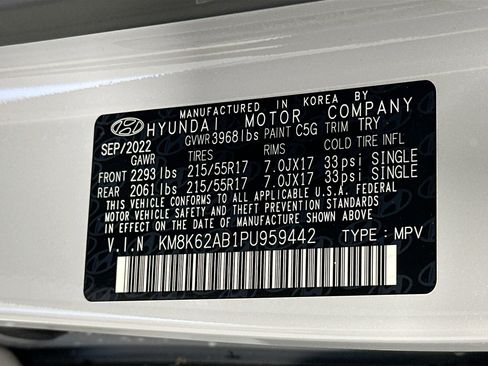 MANUFACTURED IN KOREA BY
HYUNDAI MOTOR COMPANY
SEP/2022 GVWR 3968lbs PAINT C5G TRIM TRY
GAWR TIRES RIMS COLD TIRE INFL
FRONT 2293lbs 215/55R17 7.0JX17 33psi SINGLE
REAR 2061lbs 215/55R17 7.0JX17 33psi SINGLE
THIS VEHICLE CONFORMS TO ALL APPLICABLE U.S.A. FEDERAL
MOTOR VEHICLE SAFETY AND THEFT PREVENTION STANDARDS
IN EFFECT ON THE DATE OF MANUFACTURE SHOWN ABOVE.
V.I.N KM8K62AB1PU959442 TYPE: MPV